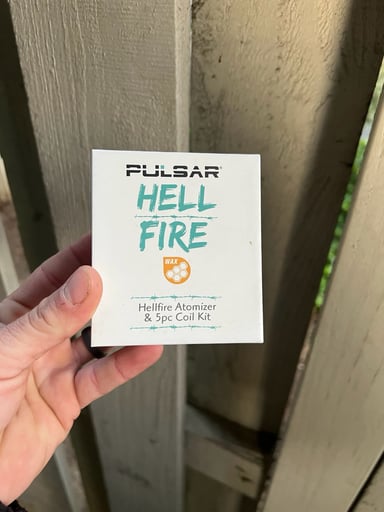 PULSAR
HELL
FIRE
WAX
Hellfire Atomizer
& 5pc Coil Kit